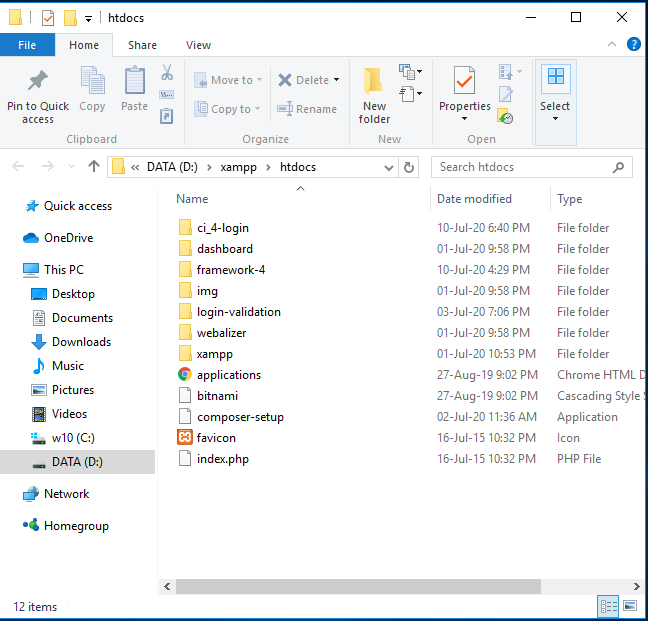 htdocs
File Home Share View
Pin to Quick access
Copy
Paste
Move to
Copy to
Delete
Rename
New folder
Properties
Select
Clipboard Organize New Open
« DATA (D:) › xampp › htdocs
Search htdocs
Name Date modified Type
Quick access
OneDrive
This PC
Desktop
Documents
Downloads
Music
Pictures
Videos
w10 (C:)
DATA (D:)
Network
Homegroup
ci_4-login 10-Jul-20 6:40 PM File folder
dashboard 01-Jul-20 9:58 PM File folder
framework-4 10-Jul-20 4:29 PM File folder
img 01-Jul-20 9:58 PM File folder
login-validation 03-Jul-20 7:06 PM File folder
webalizer 01-Jul-20 9:58 PM File folder
xampp 01-Jul-20 10:53 PM File folder
applications 27-Aug-19 9:02 PM Chrome HTML D
bitnami 27-Aug-19 9:02 PM Cascading Style S
composer-setup 02-Jul-20 11:36 AM Application
favicon 16-Jul-15 10:32 PM Icon
index.php 16-Jul-15 10:32 PM PHP File
12 items